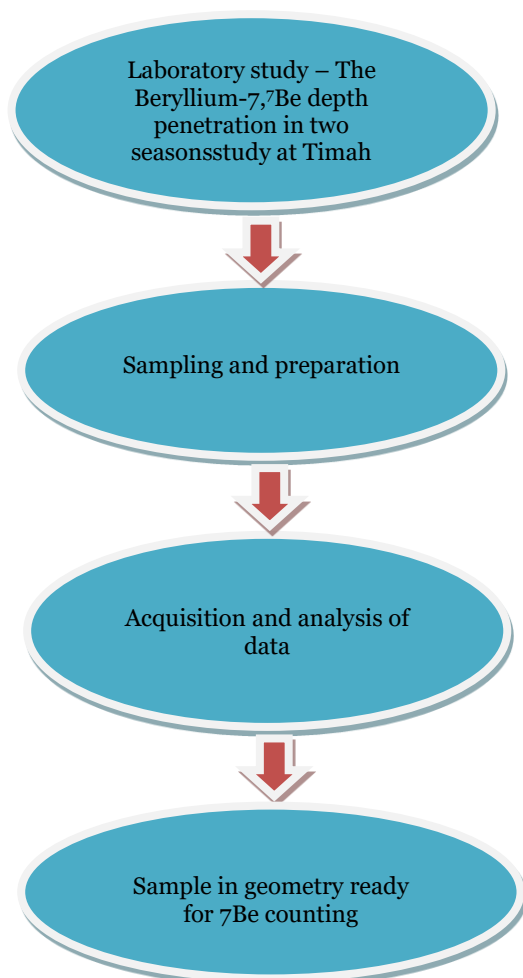 Laboratory study – The
Beryllium-7,⁷Be depth
penetration in two
seasonsstudy at Timah
Sampling and preparation
Acquisition and analysis of
data
Sample in geometry ready
for 7Be counting